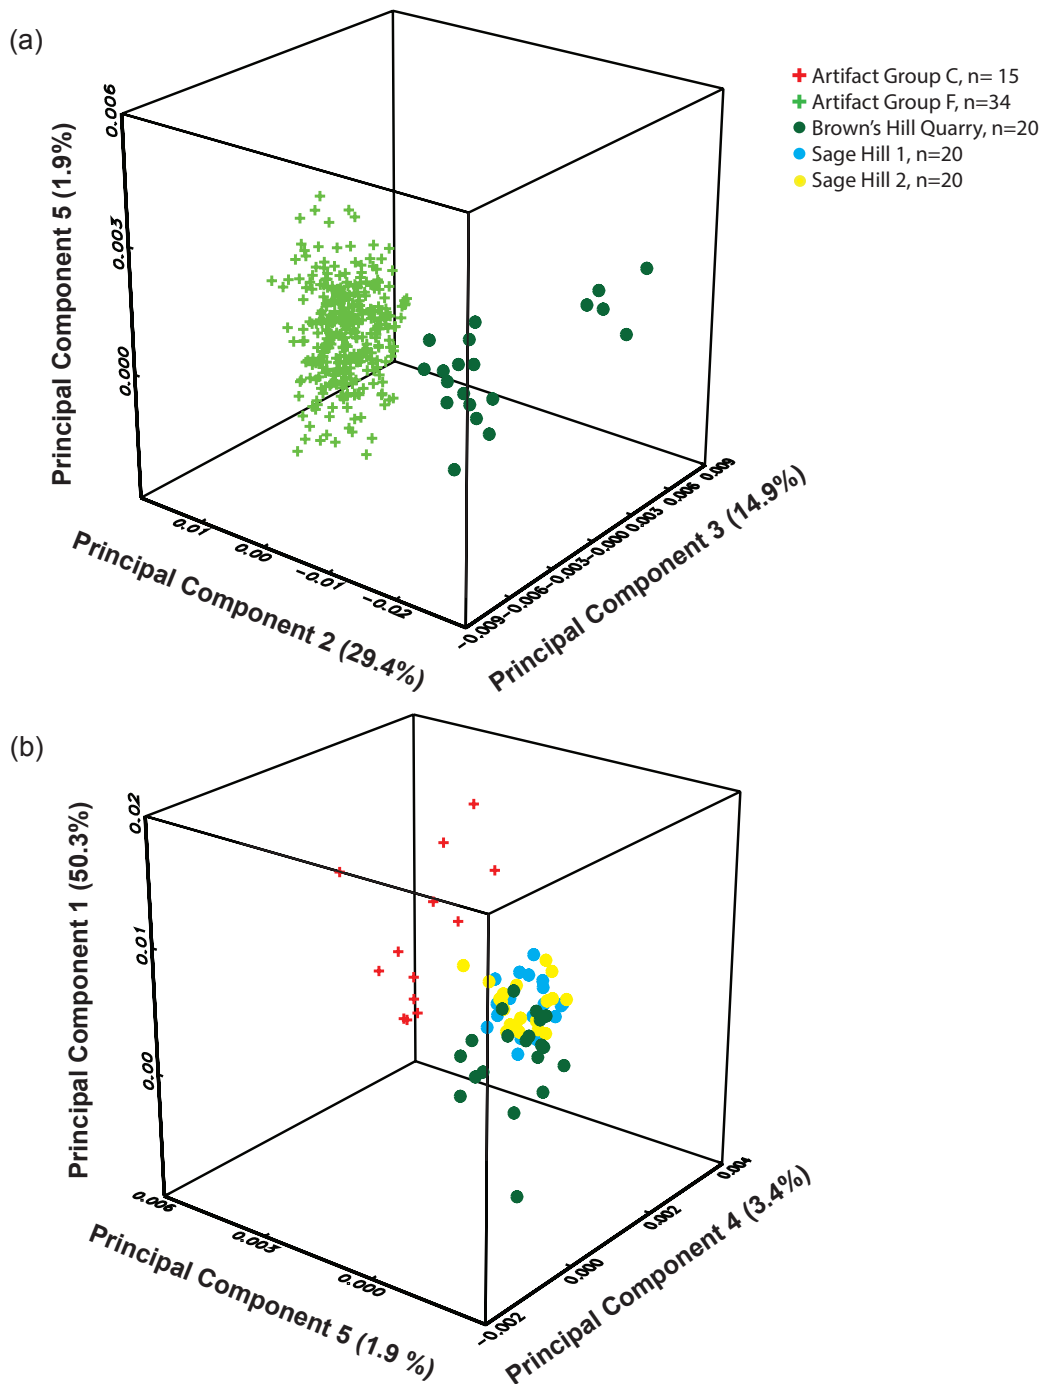 (a)
Artifact Group C, n= 15
Artifact Group F, n=34
Brown's Hill Quarry, n=20
Sage Hill 1, n=20
Sage Hill 2, n=20
Principal Component 5 (1.9%)
0.006
0.003
0.000
0.01
0.00
-0.01
-0.02
Principal Component 2 (29.4%)
-0.009
-0.006
-0.003
-0.000
0.003
0.006
0.009
Principal Component 3 (14.9%)
(b)
Principal Component 1 (50.3%)
0.02
0.01
0.00
0.006
0.003
0.000
Principal Component 5 (1.9 %)
-0.002
0.000
0.002
0.004
Principal Component 4 (3.4%)